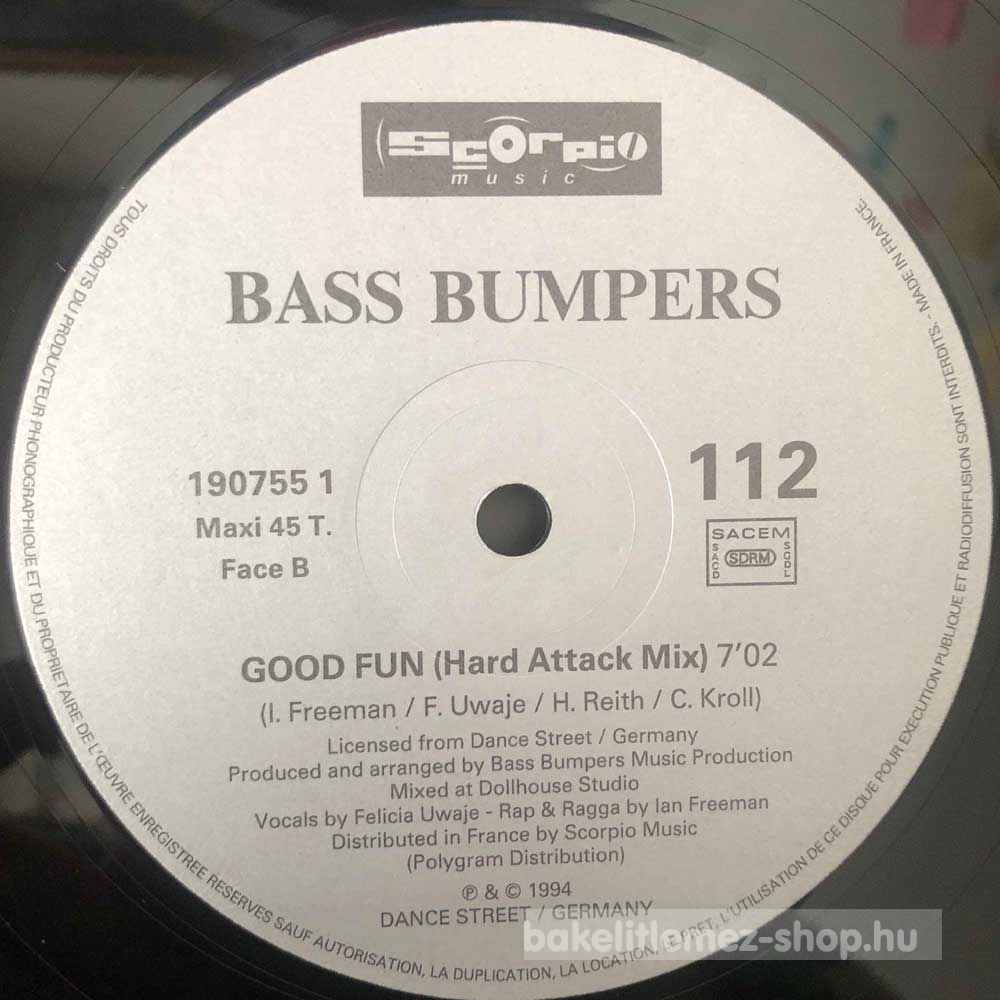 Scorpio
music
BASS BUMPERS
190755 1
Maxi 45 T.
Face B
112
SACEM
SACD
SDRM
SGDL
GOOD FUN (Hard Attack Mix) 7’02
(I. Freeman / F. Uwaje / H. Reith / C. Kroll)
Licensed from Dance Street / Germany
Produced and arranged by Bass Bumpers Music Production
Mixed at Dollhouse Studio
Vocals by Felicia Uwaje - Rap & Ragga by Ian Freeman
Distributed in France by Scorpio Music
(Polygram Distribution)
℗ & © 1994
DANCE STREET / GERMANY
TOUS DROITS DU PRODUCTEUR PHONOGRAPHIQUE ET DU PROPRIETAIRE DE L'ŒUVRE ENREGISTREE RESERVES SAUF AUTORISATION, LA DUPLICATION, LA LOCATION, LE PRET, L'UTILISATION DE CE DISQUE POUR EXECUTION PUBLIQUE ET RADIODIFFUSION SONT INTERDITS. - MADE IN FRANCE.
bakelitlemez-shop.hu